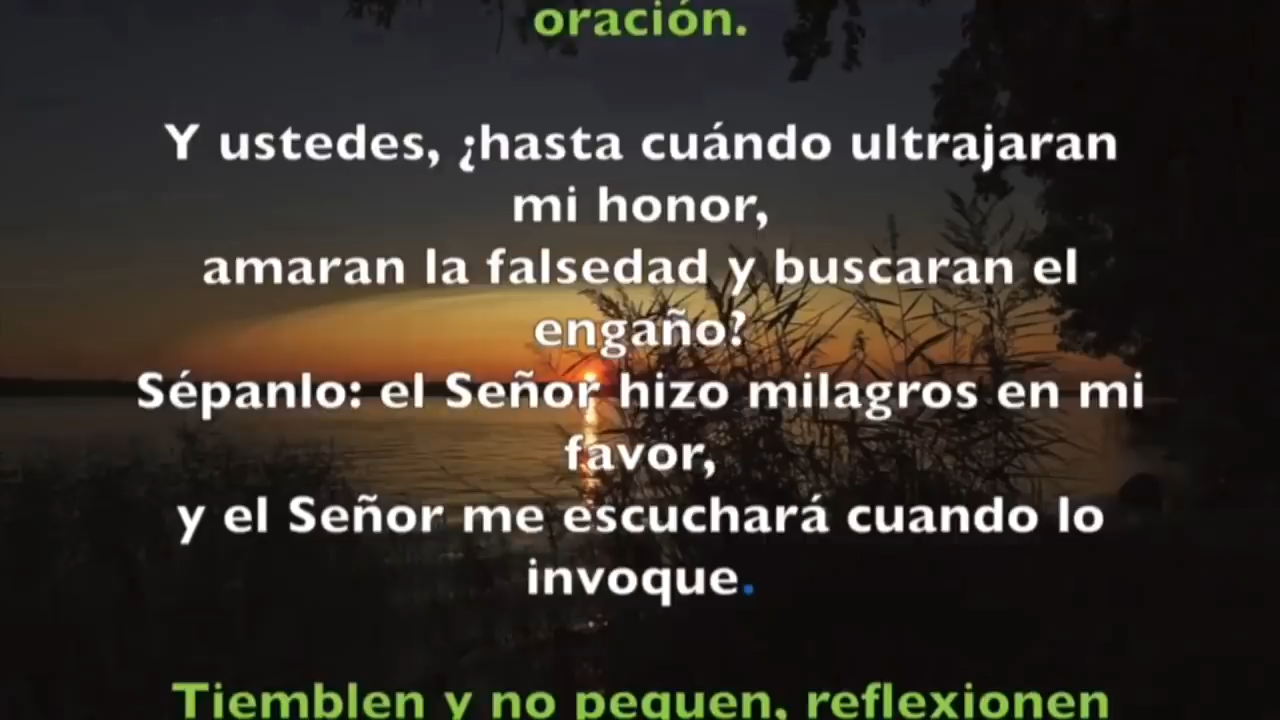 oración.
Y ustedes, ¿hasta cuándo ultrajaran
mi honor,
amaran la falsedad y buscaran el
engaño?
Sépanlo: el Señor hizo milagros en mi
favor,
y el Señor me escuchará cuando lo
invoque.
Tiemblen y no pequen, reflexionen